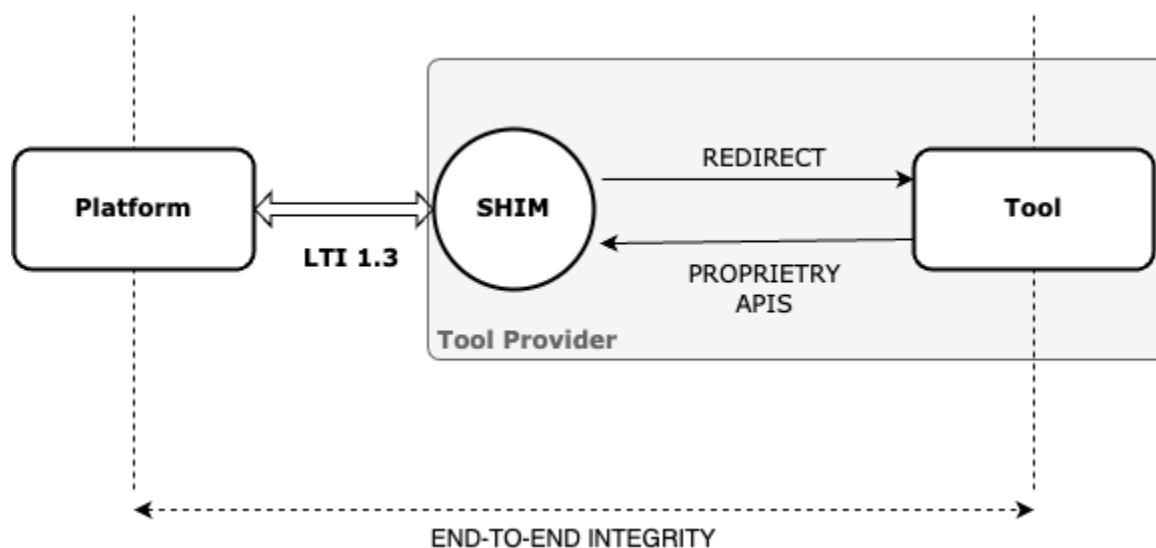 REDIRECT
Platform
SHIM
Tool
LTI 1.3
PROPRIETRY
APIS
Tool Provider
END-TO-END INTEGRITY